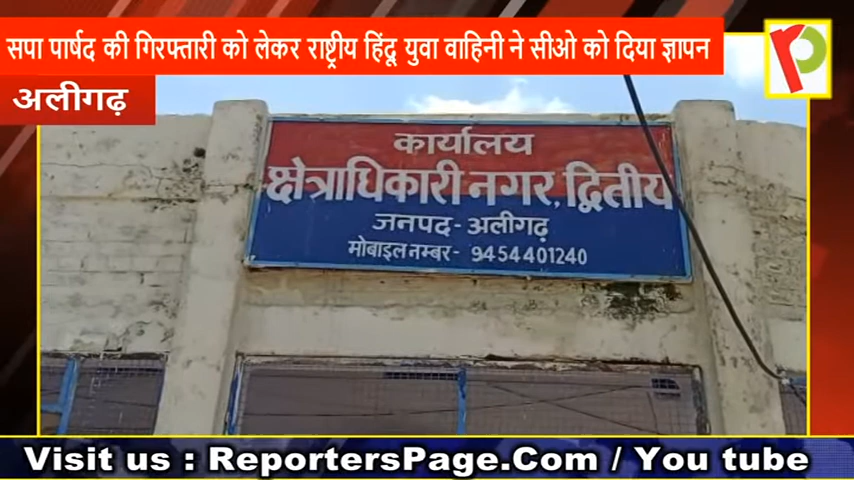 सपा पार्षद की गिरफ्तारी को लेकर राष्ट्रीय हिंदू युवा वाहिनी ने सीओ को दिया ज्ञापन
अलीगढ़
कार्यालय
क्षेत्राधिकारी नगर, द्वितीय
जनपद - अलीगढ़
मोबाइल नम्बर - 9454401240
Visit us : ReportersPage.Com / You tube